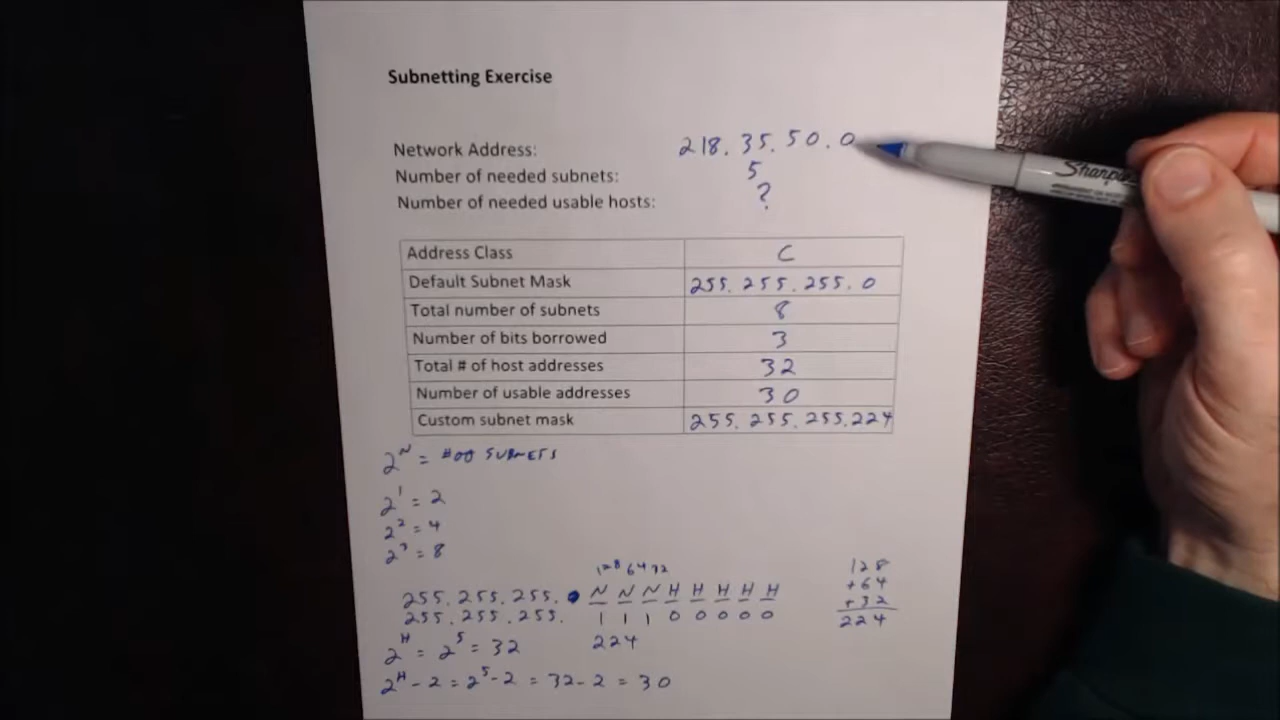 Subnetting Exercise
Network Address: 218.35.50.0
Number of needed subnets: 5
Number of needed usable hosts: ?
Sharpie
Address Class C
Default Subnet Mask 255.255.255.0
Total number of subnets 8
Number of bits borrowed 3
Total # of host addresses 32
Number of usable addresses 30
Custom subnet mask 255.255.255.224
2^N = # SUBNETS
2^1 = 2
2^2 = 4
2^3 = 8
128 64 32
255.255.255. N N N H H H H H
255.255.255. 1 1 1 0 0 0 0 0
224
2^H = 2^5 = 32
2^H - 2 = 2^5 - 2 = 32 - 2 = 30
128
+64
+32
224